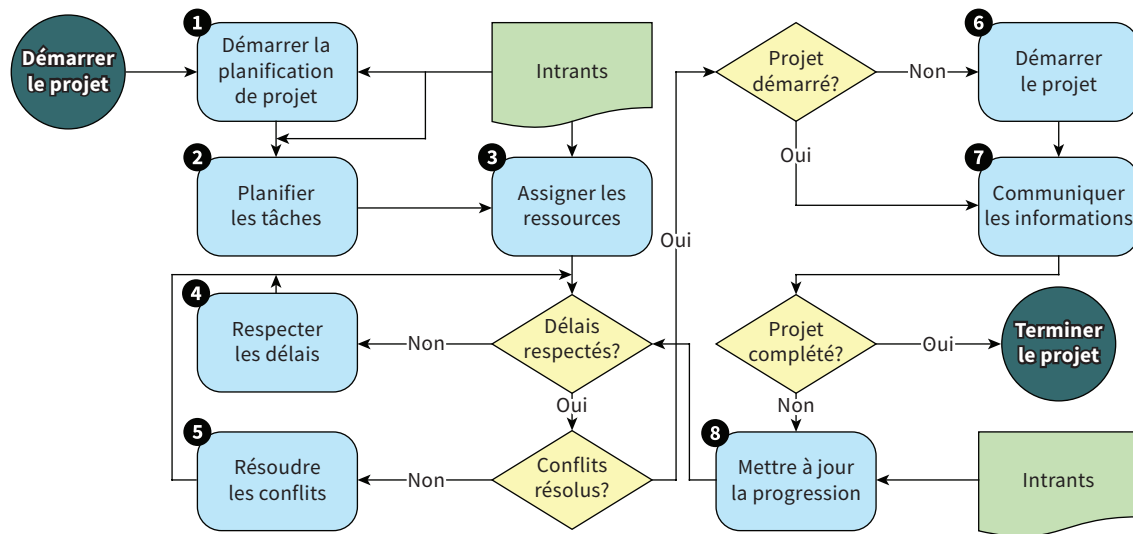 Démarrer
le projet
1
Démarrer la
planification
de projet
Intrants
2
Planifier
les tâches
3
Assigner les
ressources
4
Respecter
les délais
Non
Délais
respectés?
Oui
5
Résoudre
les conflits
Non
Conflits
résolus?
Oui
Projet
démarré?
Non
6
Démarrer
le projet
Oui
7
Communiquer
les informations
Projet
complété?
Oui
Terminer
le projet
Non
8
Mettre à jour
la progression
Intrants